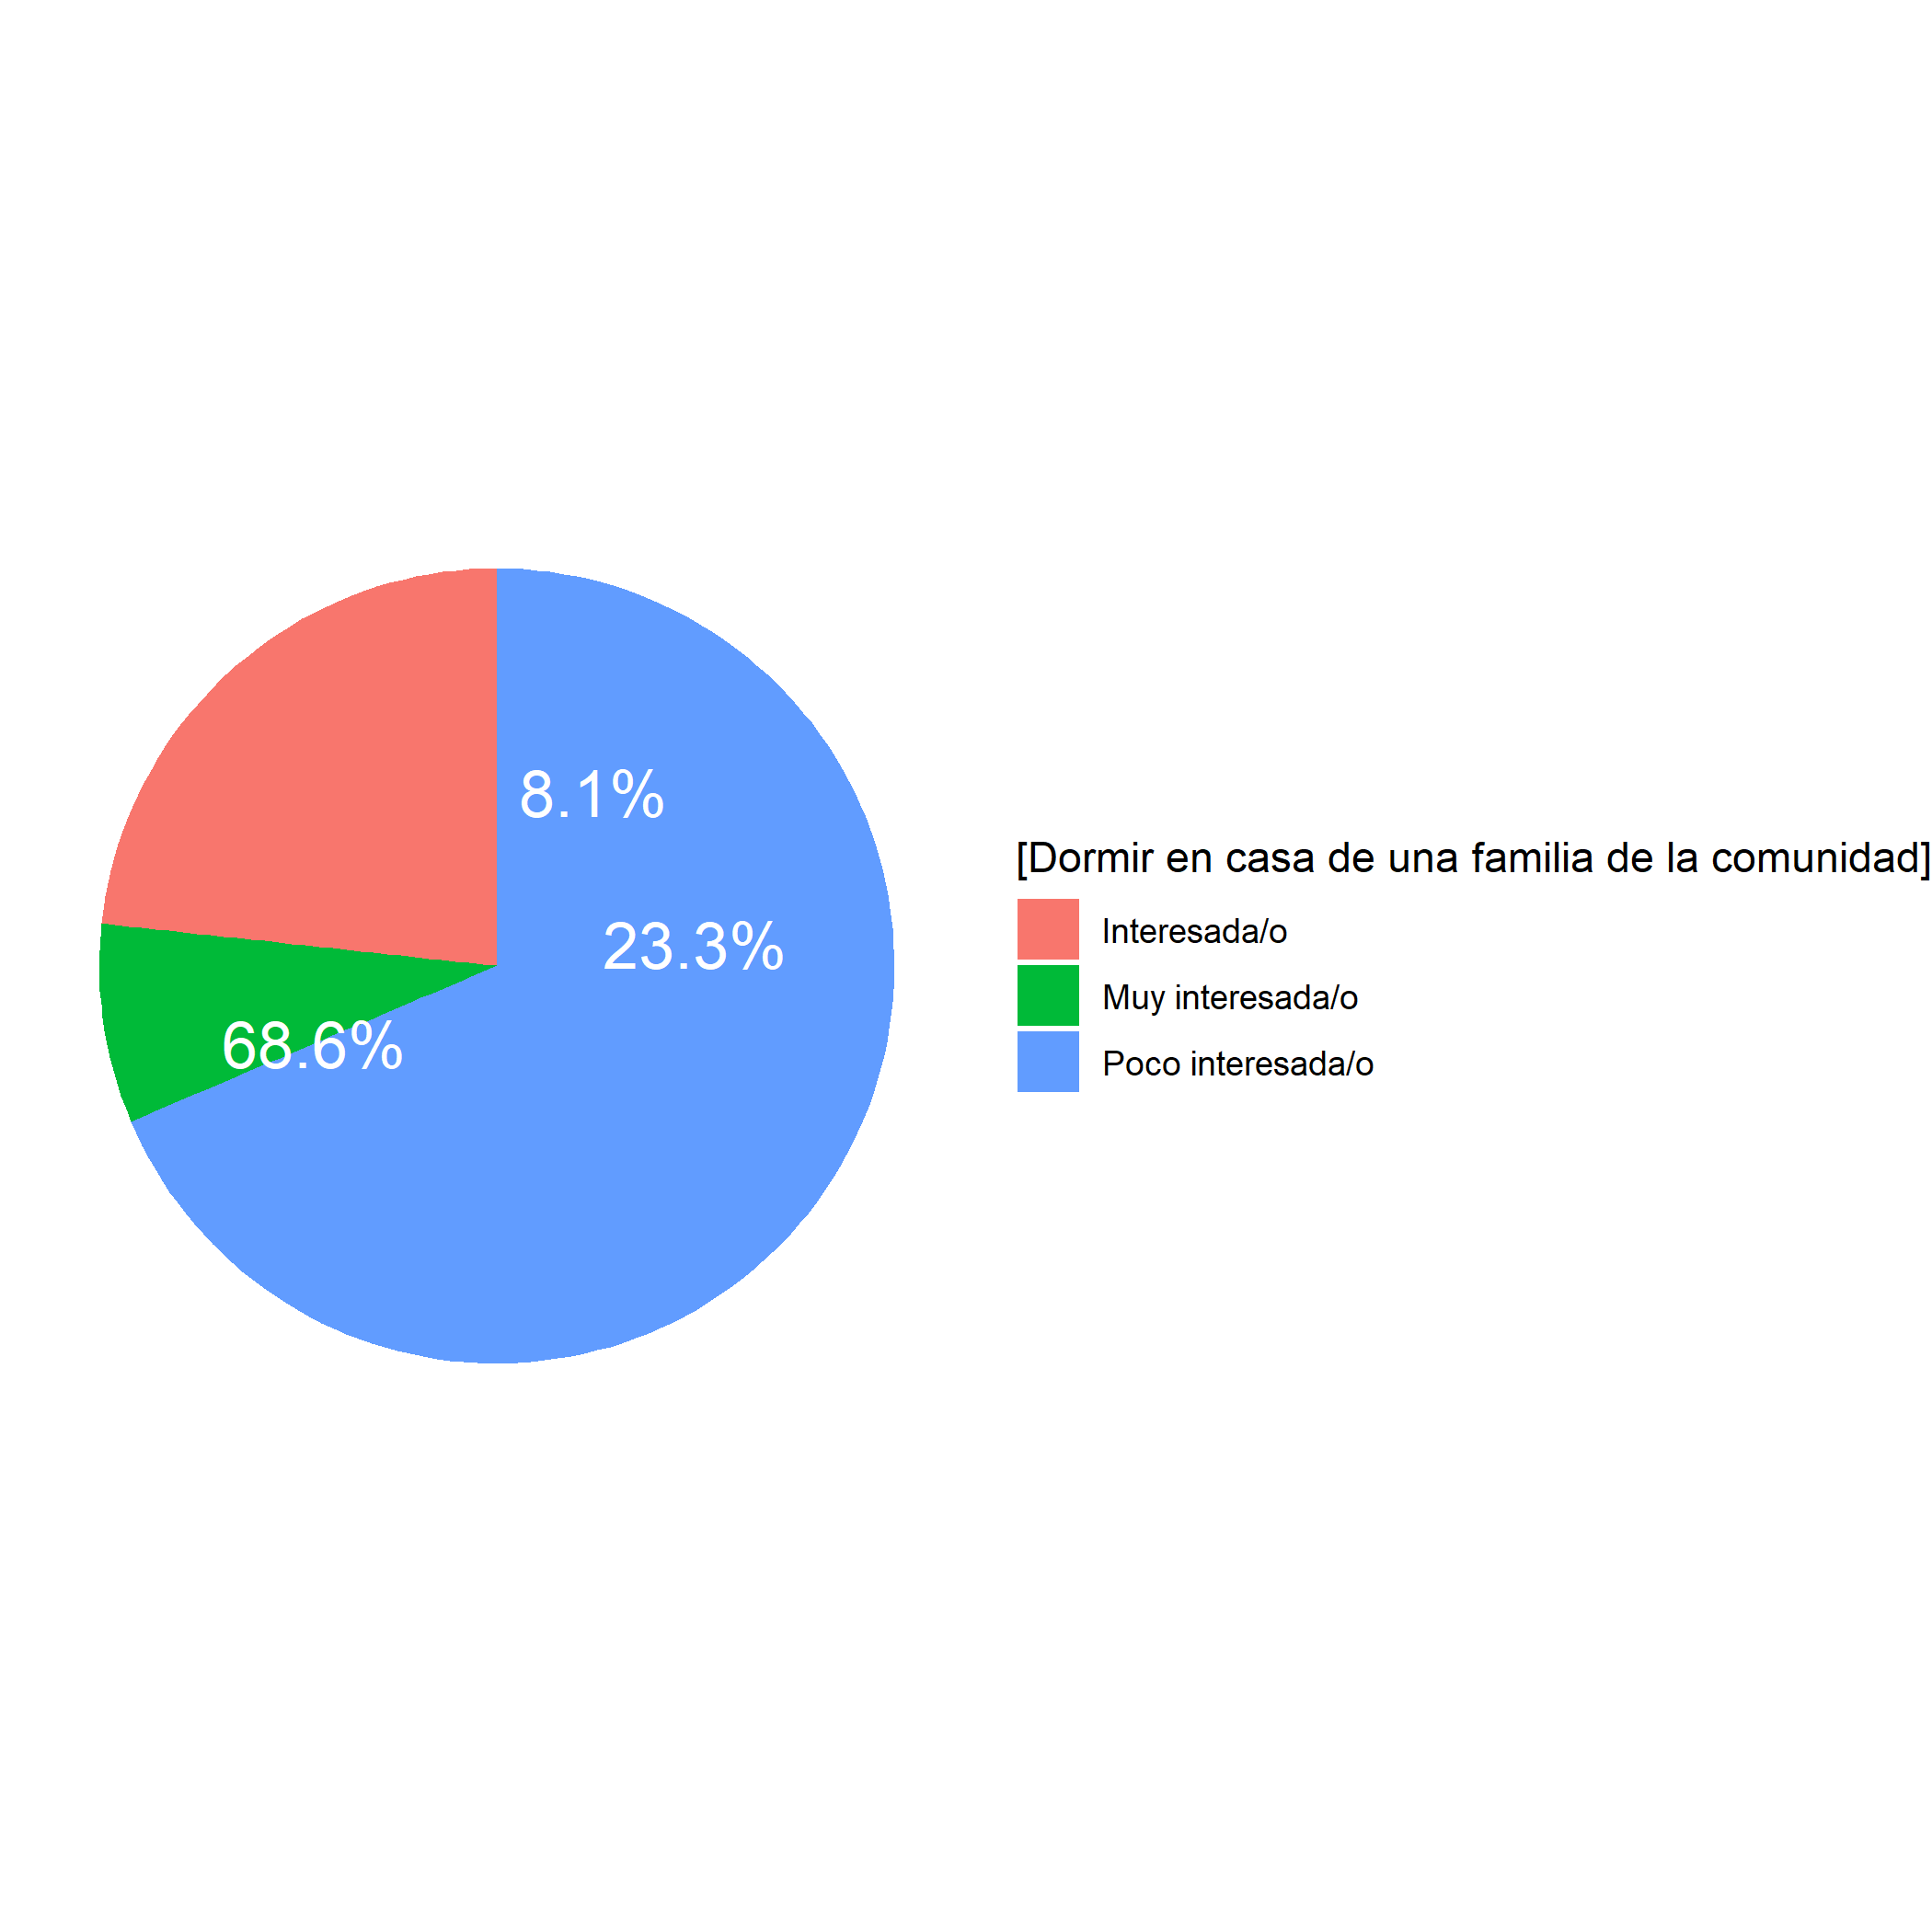 8.1%
23.3%
68.6%
[Dormir en casa de una familia de la comunidad]
Interesada/o
Muy interesada/o
Poco interesada/o